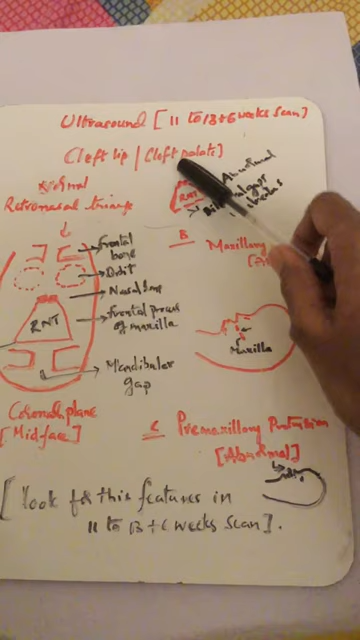 Ultrasound [ 11 to 13+6 weeks scan]
Cleft lip | Cleft palate]
Normal
Retronasal triangle
Abnormal
RNT
Frontal bone
Orbit
Nasal bone
Frontal process of maxilla
RNT
Mandibular gap
Coronal plane
[Midface]
B Maxillary
Maxilla
C Premaxillary Protrusion
[Abnormal]
[look for this features in
11 to 13+6 weeks scan].